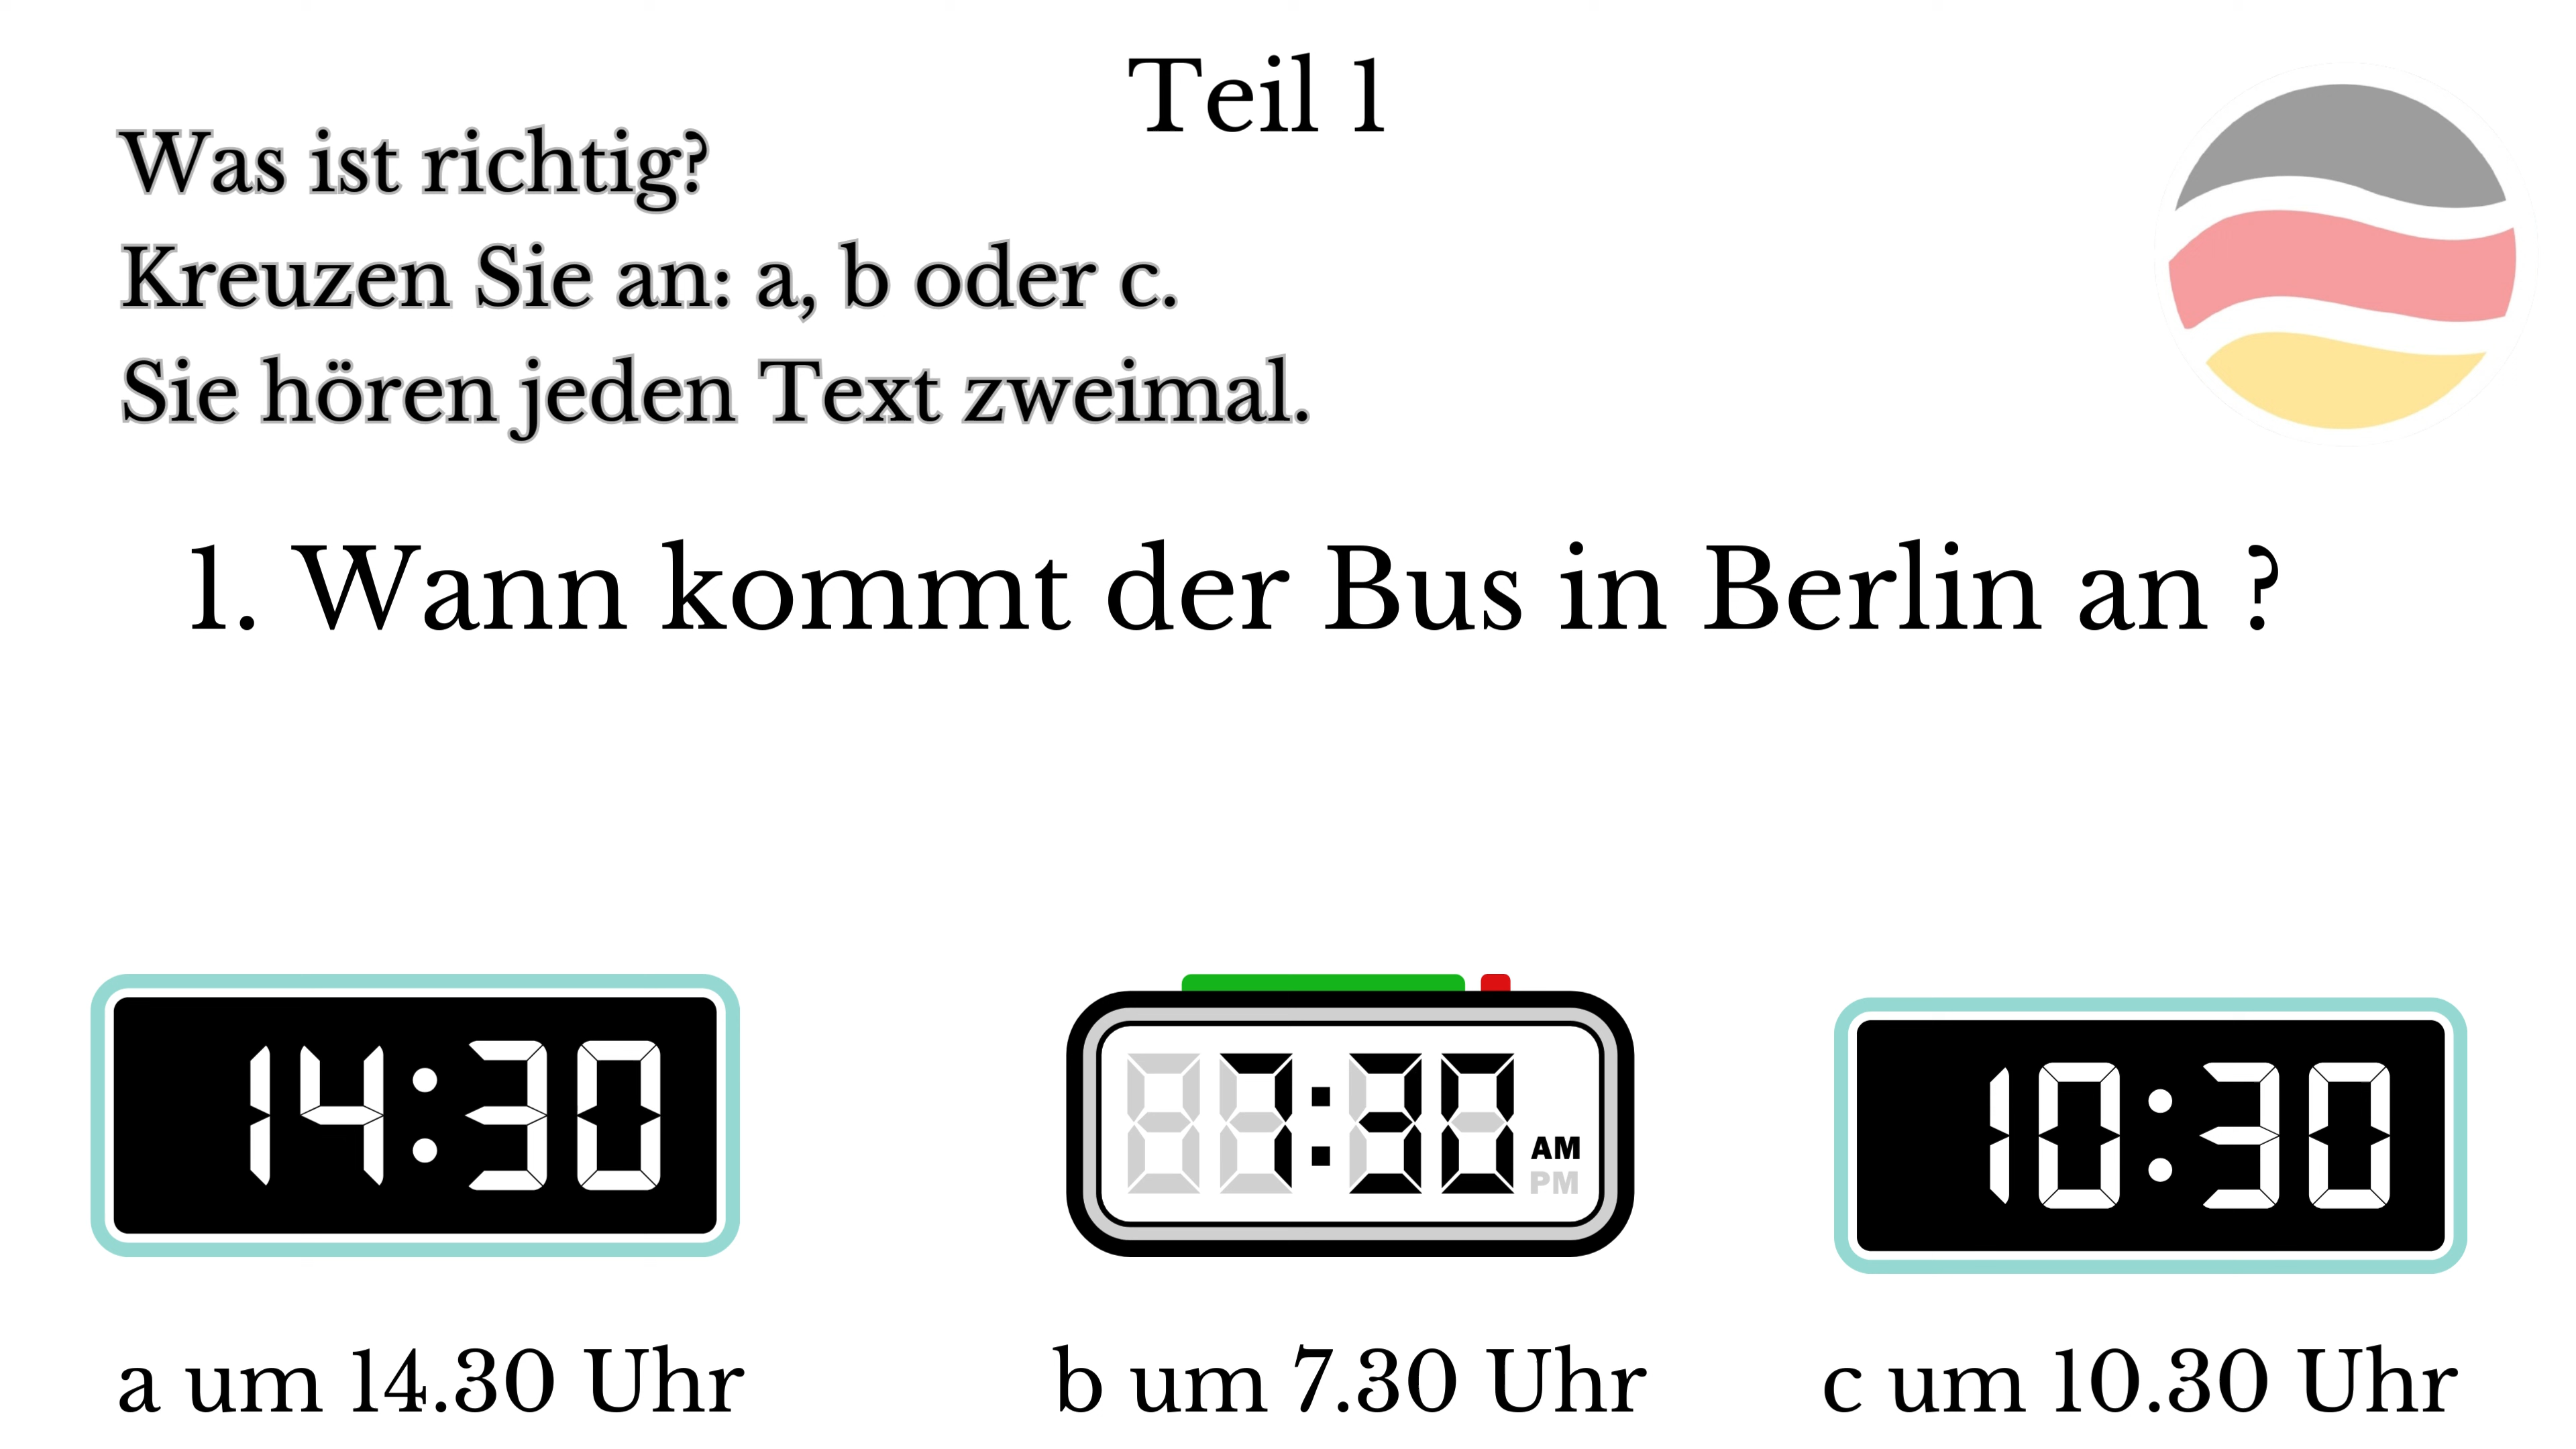 Teil 1
Was ist richtig?
Kreuzen Sie an: a, b oder c.
Sie hören jeden Text zweimal.
1. Wann kommt der Bus in Berlin an ?
14:30
7:30 AM PM
10:30
a um 14.30 Uhr
b um 7.30 Uhr
c um 10.30 Uhr